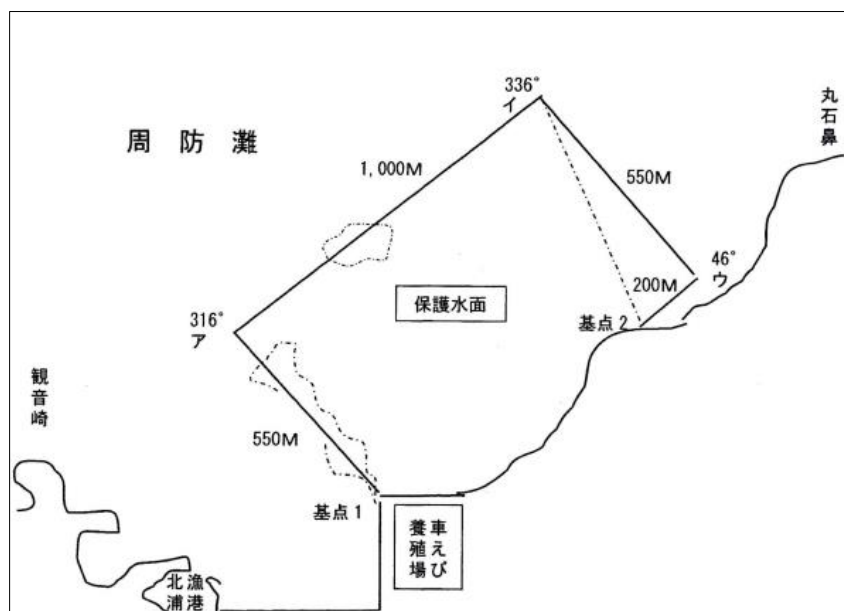 周防灘
336°
イ
丸石鼻
1,000M
550M
46°
ウ
200M
保護水面
基点2
316°
ア
観音崎
550M
基点1
車えび
養殖場
北浦
漁港